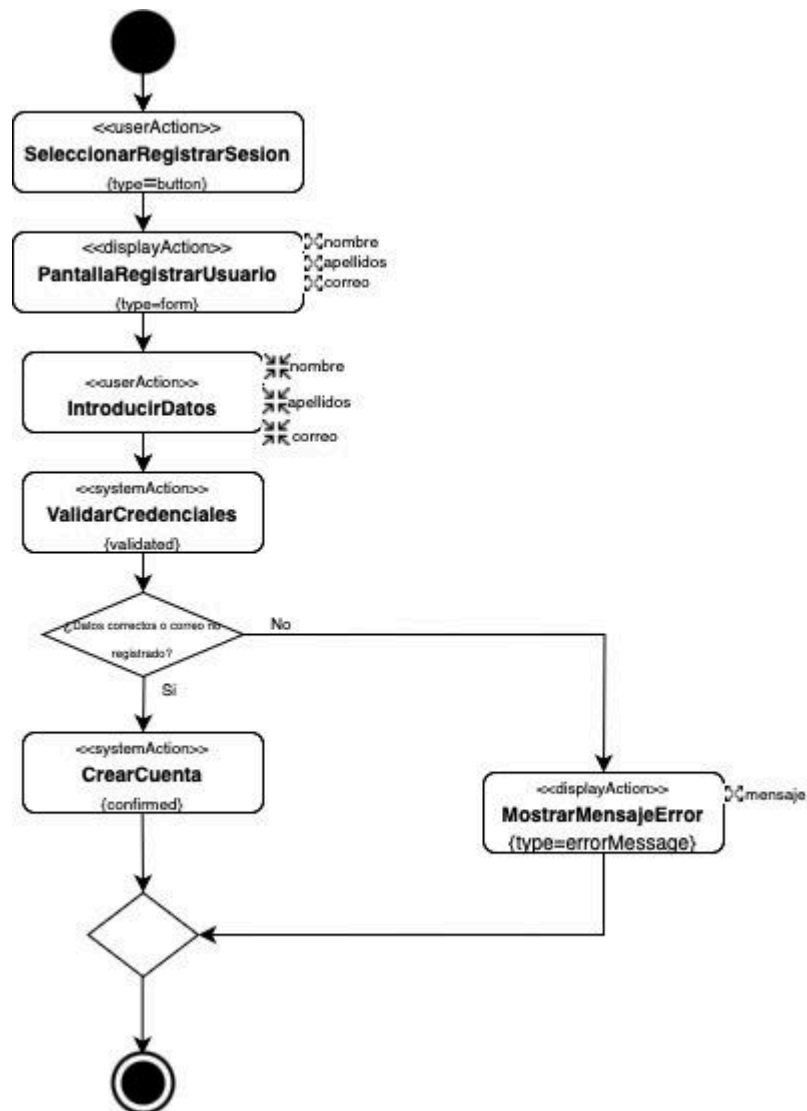 <<userAction>>
SeleccionarRegistrarSesion
{type=button}
<<displayAction>>
PantallaRegistrarUsuario
{type=form}
nombre
apellidos
correo
<<userAction>>
IntroducirDatos
nombre
apellidos
correo
<<systemAction>>
ValidarCredenciales
{validated}
¿Datos correctos o correo no
registrado?
No
Si
<<systemAction>>
CrearCuenta
{confirmed}
<<displayAction>>
MostrarMensajeError
{type=errorMessage}
mensaje